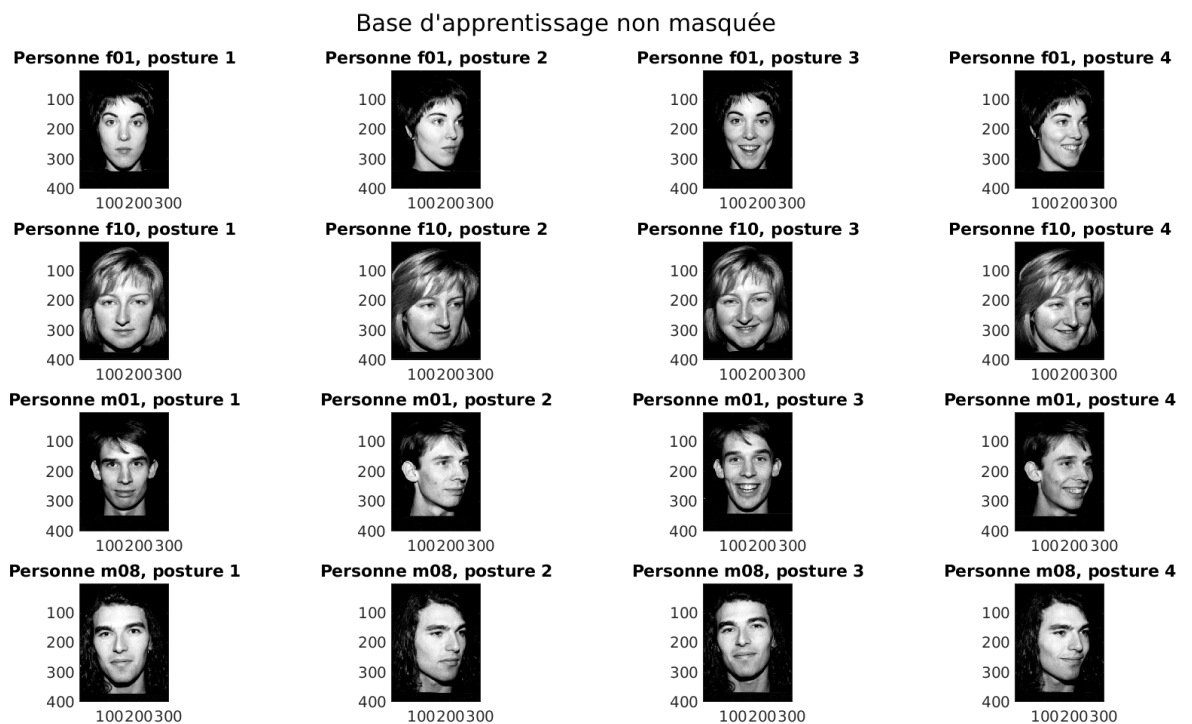 Base d'apprentissage non masquée
Personne f01, posture 1 Personne f01, posture 2 Personne f01, posture 3 Personne f01, posture 4
100 100 100 100
200 200 200 200
300 300 300 300
400 400 400 400
100200300 100200300 100200300 100200300
Personne f10, posture 1 Personne f10, posture 2 Personne f10, posture 3 Personne f10, posture 4
100 100 100 100
200 200 200 200
300 300 300 300
400 400 400 400
100200300 100200300 100200300 100200300
Personne m01, posture 1 Personne m01, posture 2 Personne m01, posture 3 Personne m01, posture 4
100 100 100 100
200 200 200 200
300 300 300 300
400 400 400 400
100200300 100200300 100200300 100200300
Personne m08, posture 1 Personne m08, posture 2 Personne m08, posture 3 Personne m08, posture 4
100 100 100 100
200 200 200 200
300 300 300 300
400 400 400 400
100200300 100200300 100200300 100200300